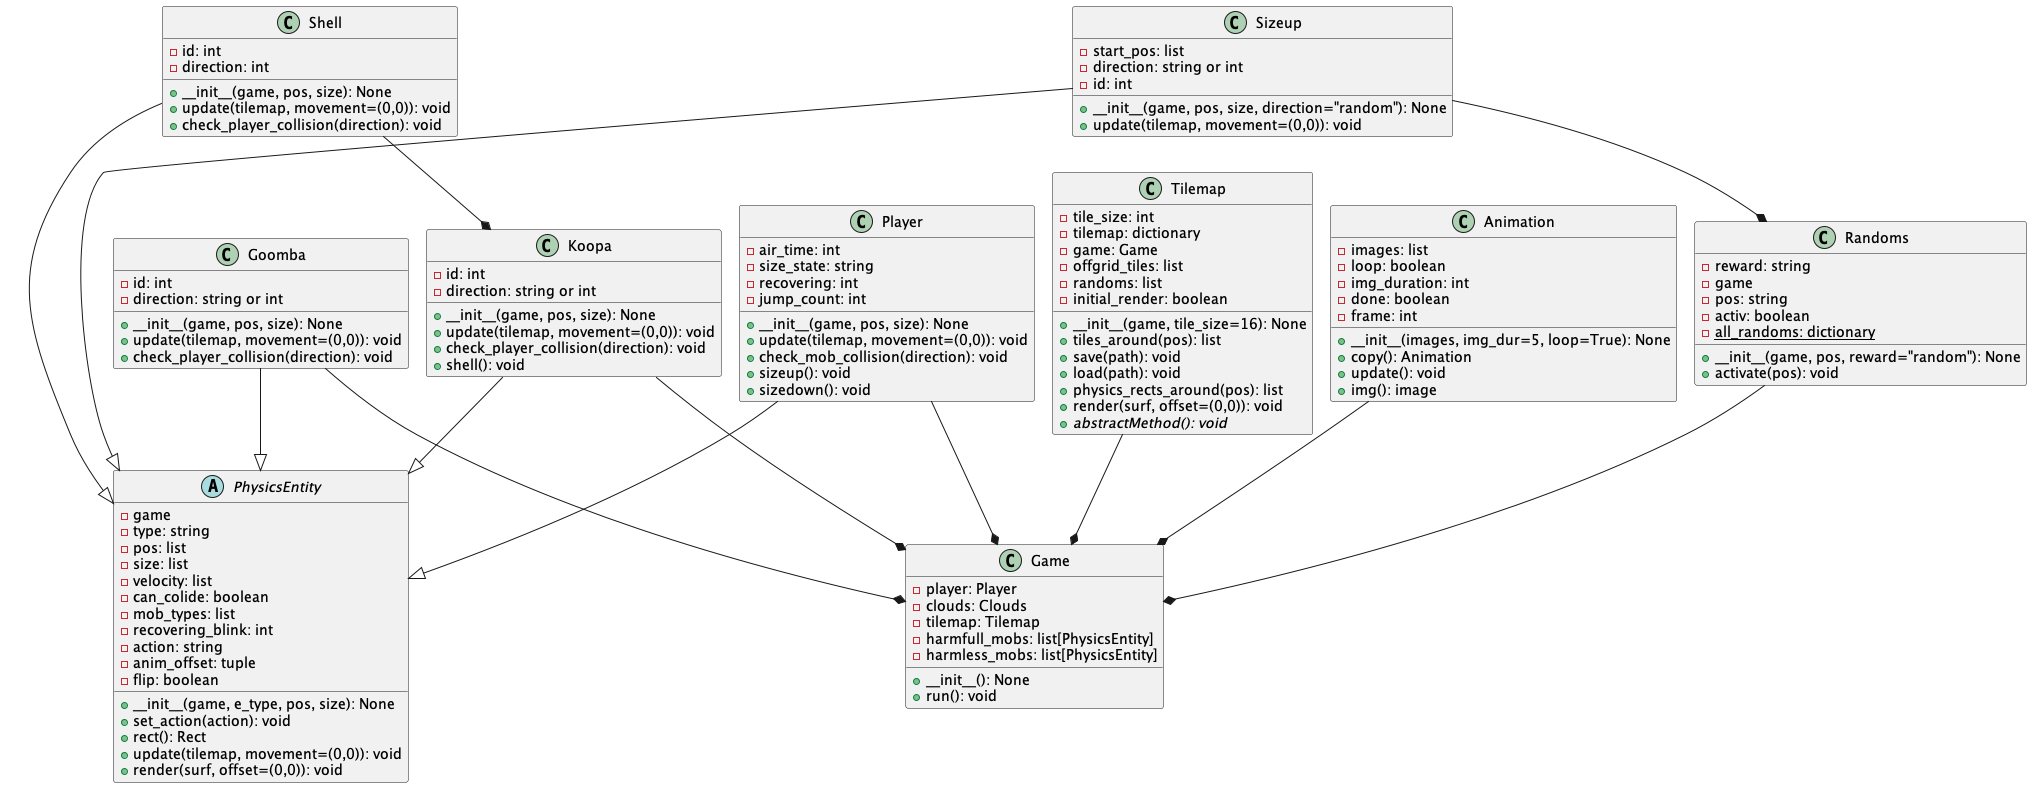 C Shell
id: int
direction: int
__init__(game, pos, size): None
update(tilemap, movement=(0,0)): void
check_player_collision(direction): void
C Sizeup
start_pos: list
direction: string or int
id: int
__init__(game, pos, size, direction="random"): None
update(tilemap, movement=(0,0)): void
C Goomba
id: int
direction: string or int
__init__(game, pos, size): None
update(tilemap, movement=(0,0)): void
check_player_collision(direction): void
C Koopa
id: int
direction: string or int
__init__(game, pos, size): None
update(tilemap, movement=(0,0)): void
check_player_collision(direction): void
shell(): void
C Player
air_time: int
size_state: string
recovering: int
jump_count: int
__init__(game, pos, size): None
update(tilemap, movement=(0,0)): void
check_mob_collision(direction): void
sizeup(): void
sizedown(): void
C Tilemap
tile_size: int
tilemap: dictionary
game: Game
offgrid_tiles: list
randoms: list
initial_render: boolean
__init__(game, tile_size=16): None
tiles_around(pos): list
save(path): void
load(path): void
physics_rects_around(pos): list
render(surf, offset=(0,0)): void
abstractMethod(): void
C Animation
images: list
loop: boolean
img_duration: int
done: boolean
frame: int
__init__(images, img_dur=5, loop=True): None
copy(): Animation
update(): void
img(): image
C Randoms
reward: string
game
pos: string
activ: boolean
all_randoms: dictionary
__init__(game, pos, reward="random"): None
activate(pos): void
A PhysicsEntity
game
type: string
pos: list
size: list
velocity: list
can_colide: boolean
mob_types: list
recovering_blink: int
action: string
anim_offset: tuple
flip: boolean
__init__(game, e_type, pos, size): None
set_action(action): void
rect(): Rect
update(tilemap, movement=(0,0)): void
render(surf, offset=(0,0)): void
C Game
player: Player
clouds: Clouds
tilemap: Tilemap
harmfull_mobs: list[PhysicsEntity]
harmless_mobs: list[PhysicsEntity]
__init__(): None
run(): void